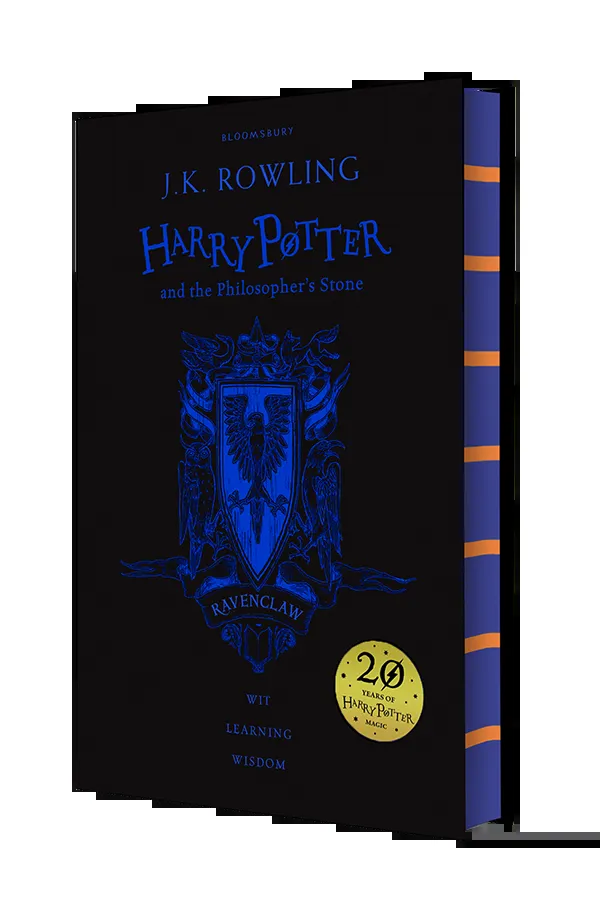 BLOOMSBURY
J.K. ROWLING
HARRY POTTER
and the Philosopher's Stone
RAVENCLAW
WIT
LEARNING
WISDOM
20
YEARS OF
HARRY POTTER
MAGIC